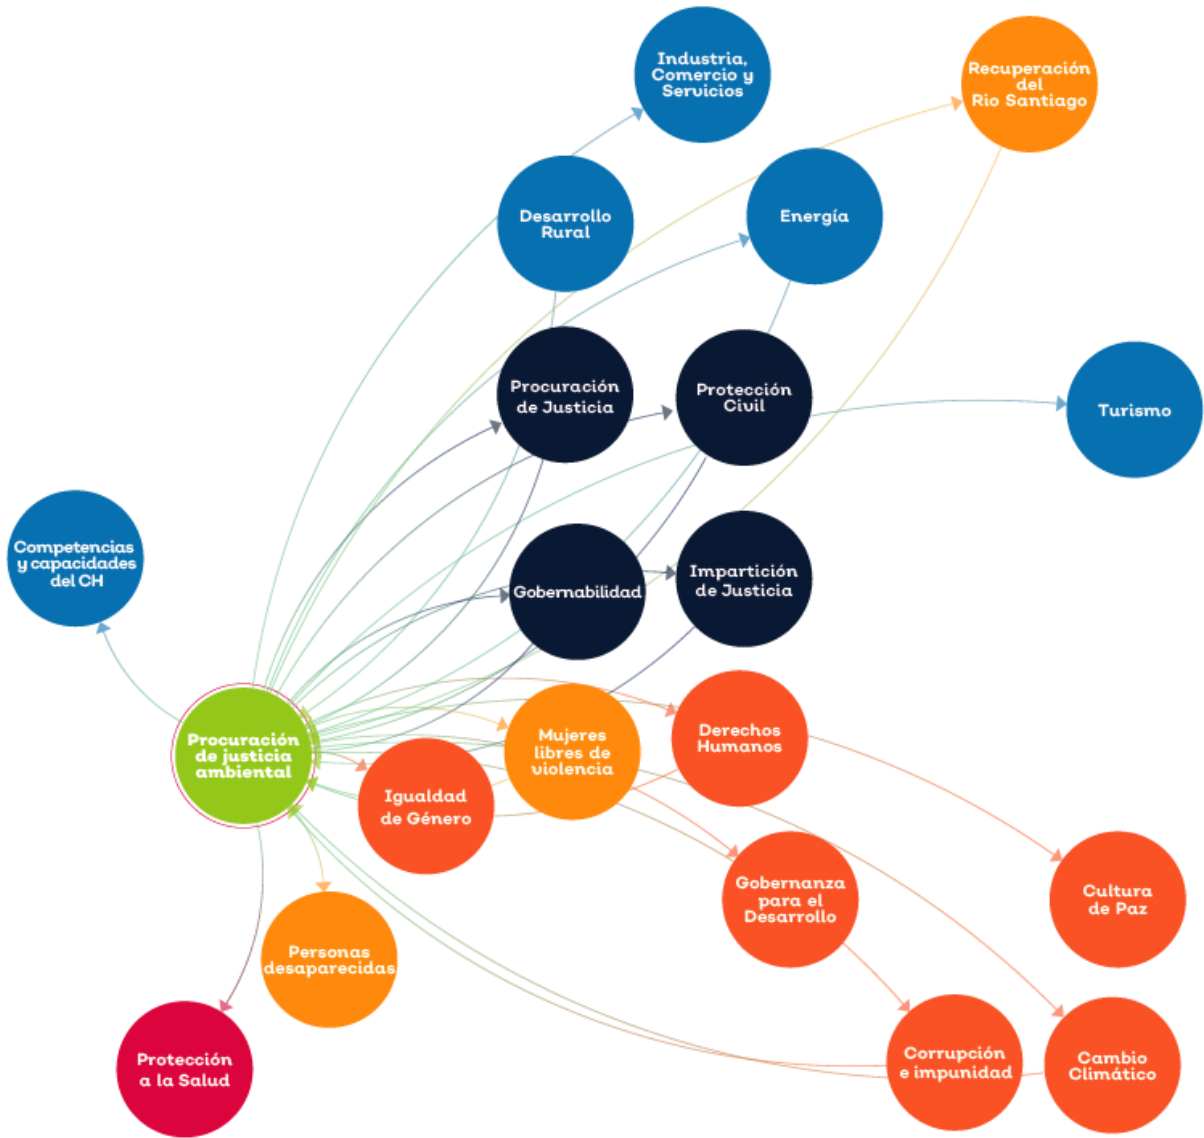 Industria,
Comercio y
Servicios
Recuperación
del
Rio Santiago
Desarrollo
Rural
Energía
Procuración
de Justicia
Protección
Civil
Turismo
Competencias
y capacidades
del CH
Gobernabilidad
Impartición
de Justicia
Procuración
de justicia
ambiental
Mujeres
libres de
violencia
Derechos
Humanos
Igualdad
de Género
Gobernanza
para el
Desarrollo
Cultura
de Paz
Personas
desaparecidas
Protección
a la Salud
Corrupción
e impunidad
Cambio
Climático